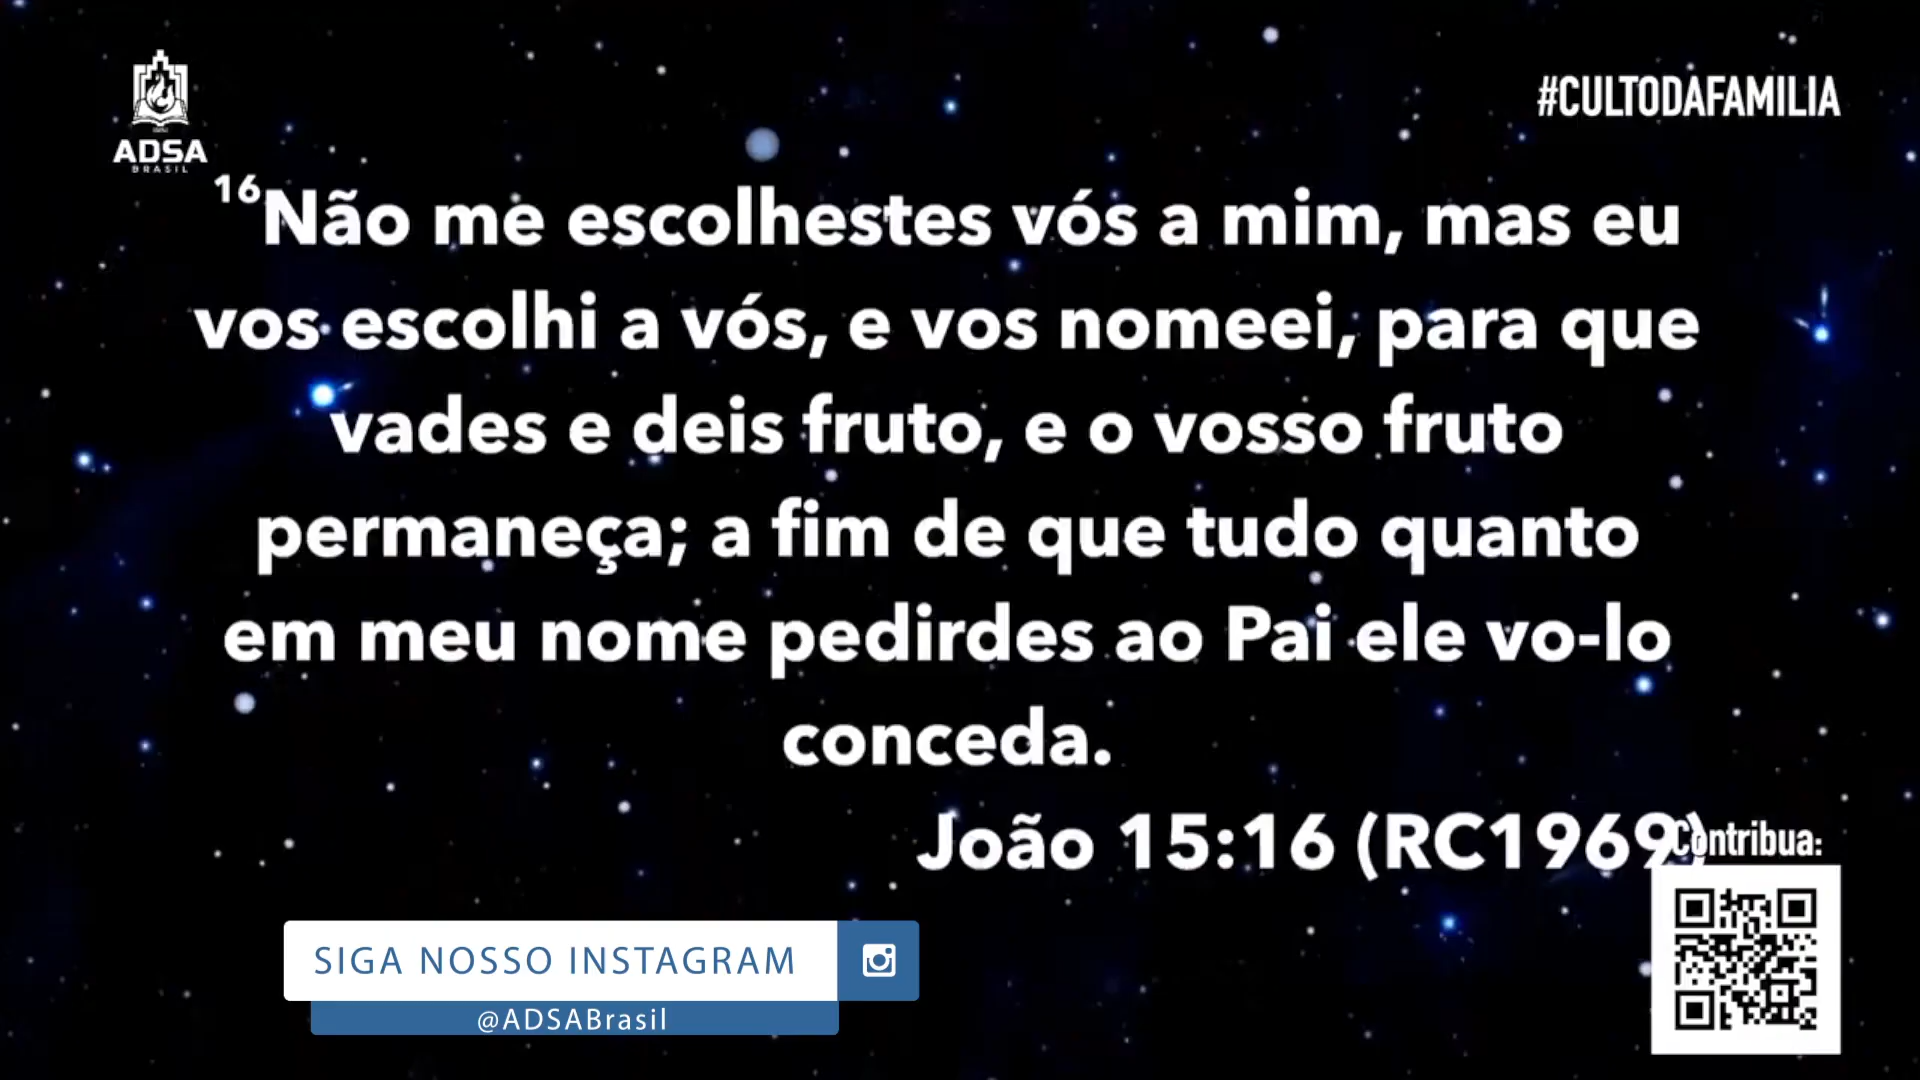 ADSA
BRASIL
#CULTODAFAMILIA
16Não me escolhestes vós a mim, mas eu
vos escolhi a vós, e vos nomeei, para que
vades e deis fruto, e o vosso fruto
permaneça; a fim de que tudo quanto
em meu nome pedirdes ao Pai ele vo-lo
conceda.
João 15:16 (RC1969)
Contribua:
SIGA NOSSO INSTAGRAM
@ADSABrasil